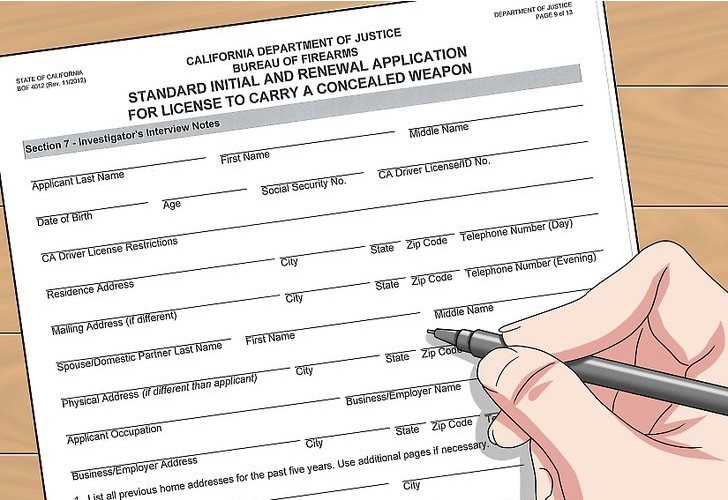 STATE OF CALIFORNIA
BOF 4012 (Rev. 11/2012)
DEPARTMENT OF JUSTICE
PAGE 9 of 13
CALIFORNIA DEPARTMENT OF JUSTICE
BUREAU OF FIREARMS
STANDARD INITIAL AND RENEWAL APPLICATION
FOR LICENSE TO CARRY A CONCEALED WEAPON
Section 7 - Investigator's Interview Notes
Applicant Last Name First Name Middle Name
Date of Birth Age Social Security No. CA Driver License/ID No.
CA Driver License Restrictions
Residence Address City State Zip Code Telephone Number (Day)
Mailing Address (if different) City State Zip Code Telephone Number (Evening)
Spouse/Domestic Partner Last Name First Name Middle Name
Physical Address (if different than applicant) City State Zip Code
Applicant Occupation Business/Employer Name
Business/Employer Address City State Zip Code
1. List all previous home addresses for the past five years. Use additional pages if necessary.
City